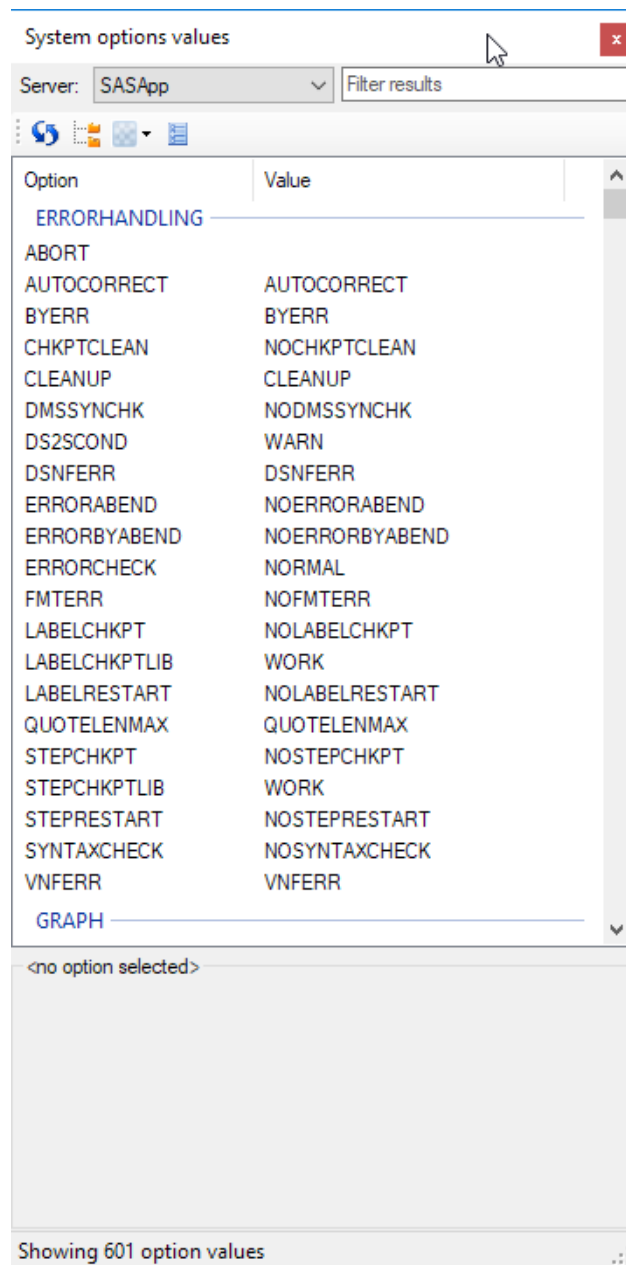 System options values
x
Server: SASApp Filter results
Option Value
ERRORHANDLING
ABORT
AUTOCORRECT AUTOCORRECT
BYERR BYERR
CHKPTCLEAN NOCHKPTCLEAN
CLEANUP CLEANUP
DMSSYNCHK NODMSSYNCHK
DS2SCOND WARN
DSNFERR DSNFERR
ERRORABEND NOERRORABEND
ERRORBYABEND NOERRORBYABEND
ERRORCHECK NORMAL
FMTERR NOFMTERR
LABELCHKPT NOLABELCHKPT
LABELCHKPTLIB WORK
LABELRESTART NOLABELRESTART
QUOTELENMAX QUOTELENMAX
STEPCHKPT NOSTEPCHKPT
STEPCHKPTLIB WORK
STEPRESTART NOSTEPRESTART
SYNTAXCHECK NOSYNTAXCHECK
VNFERR VNFERR
GRAPH
<no option selected>
Showing 601 option values